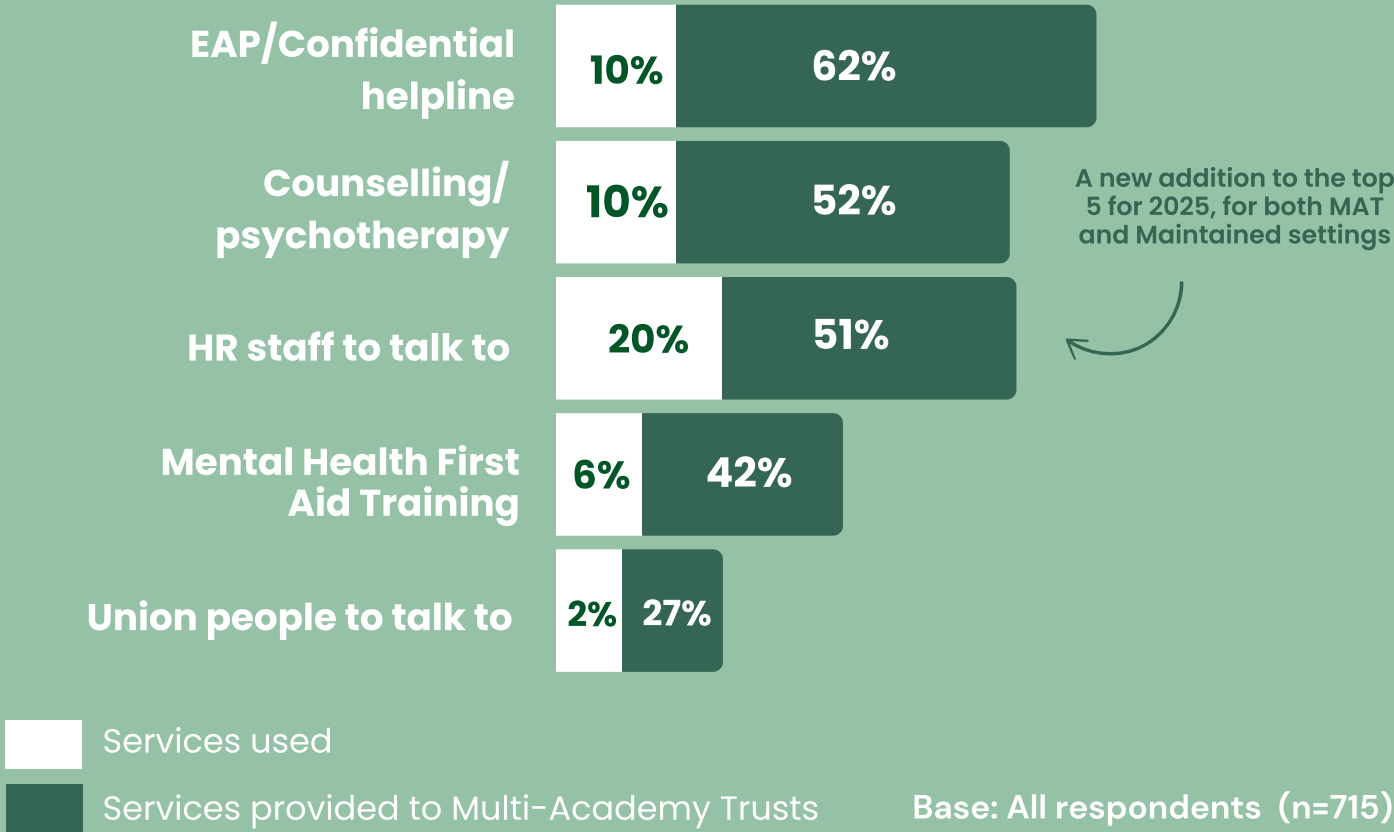 EAP/Confidential
helpline
10%
62%
Counselling/
psychotherapy
10%
52%
A new addition to the top
5 for 2025, for both MAT
and Maintained settings
HR staff to talk to
20%
51%
Mental Health First
Aid Training
6%
42%
Union people to talk to
2%
27%
Services used
Services provided to Multi-Academy Trusts
Base: All respondents (n=715)